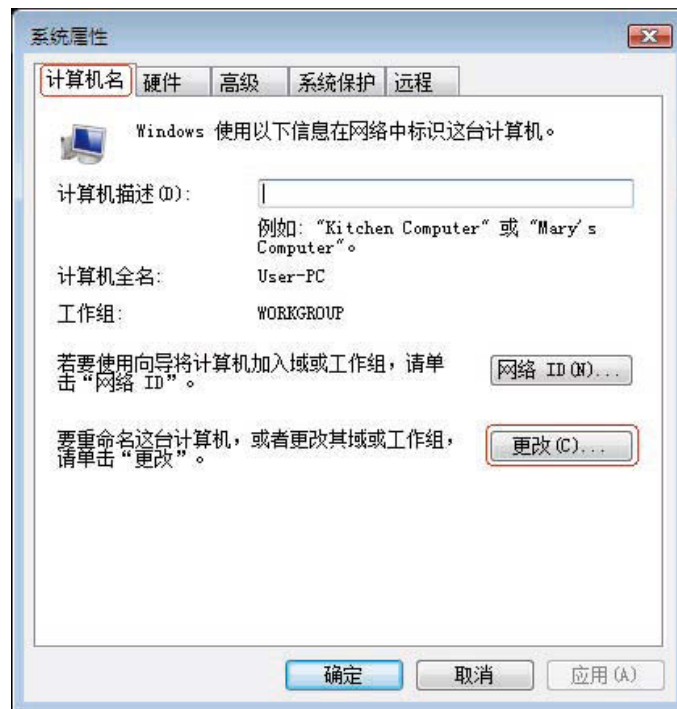 系统属性
计算机名 硬件 高级 系统保护 远程
Windows 使用以下信息在网络中标识这台计算机。
计算机描述(D):
例如: "Kitchen Computer" 或 "Mary's
Computer"。
计算机全名: User-PC
工作组: WORKGROUP
若要使用向导将计算机加入域或工作组，请单
击“网络 ID”。
网络 ID(N)...
要重命名这台计算机，或者更改其域或工作组，
请单击“更改”。
更改(C)...
确定 取消 应用(A)